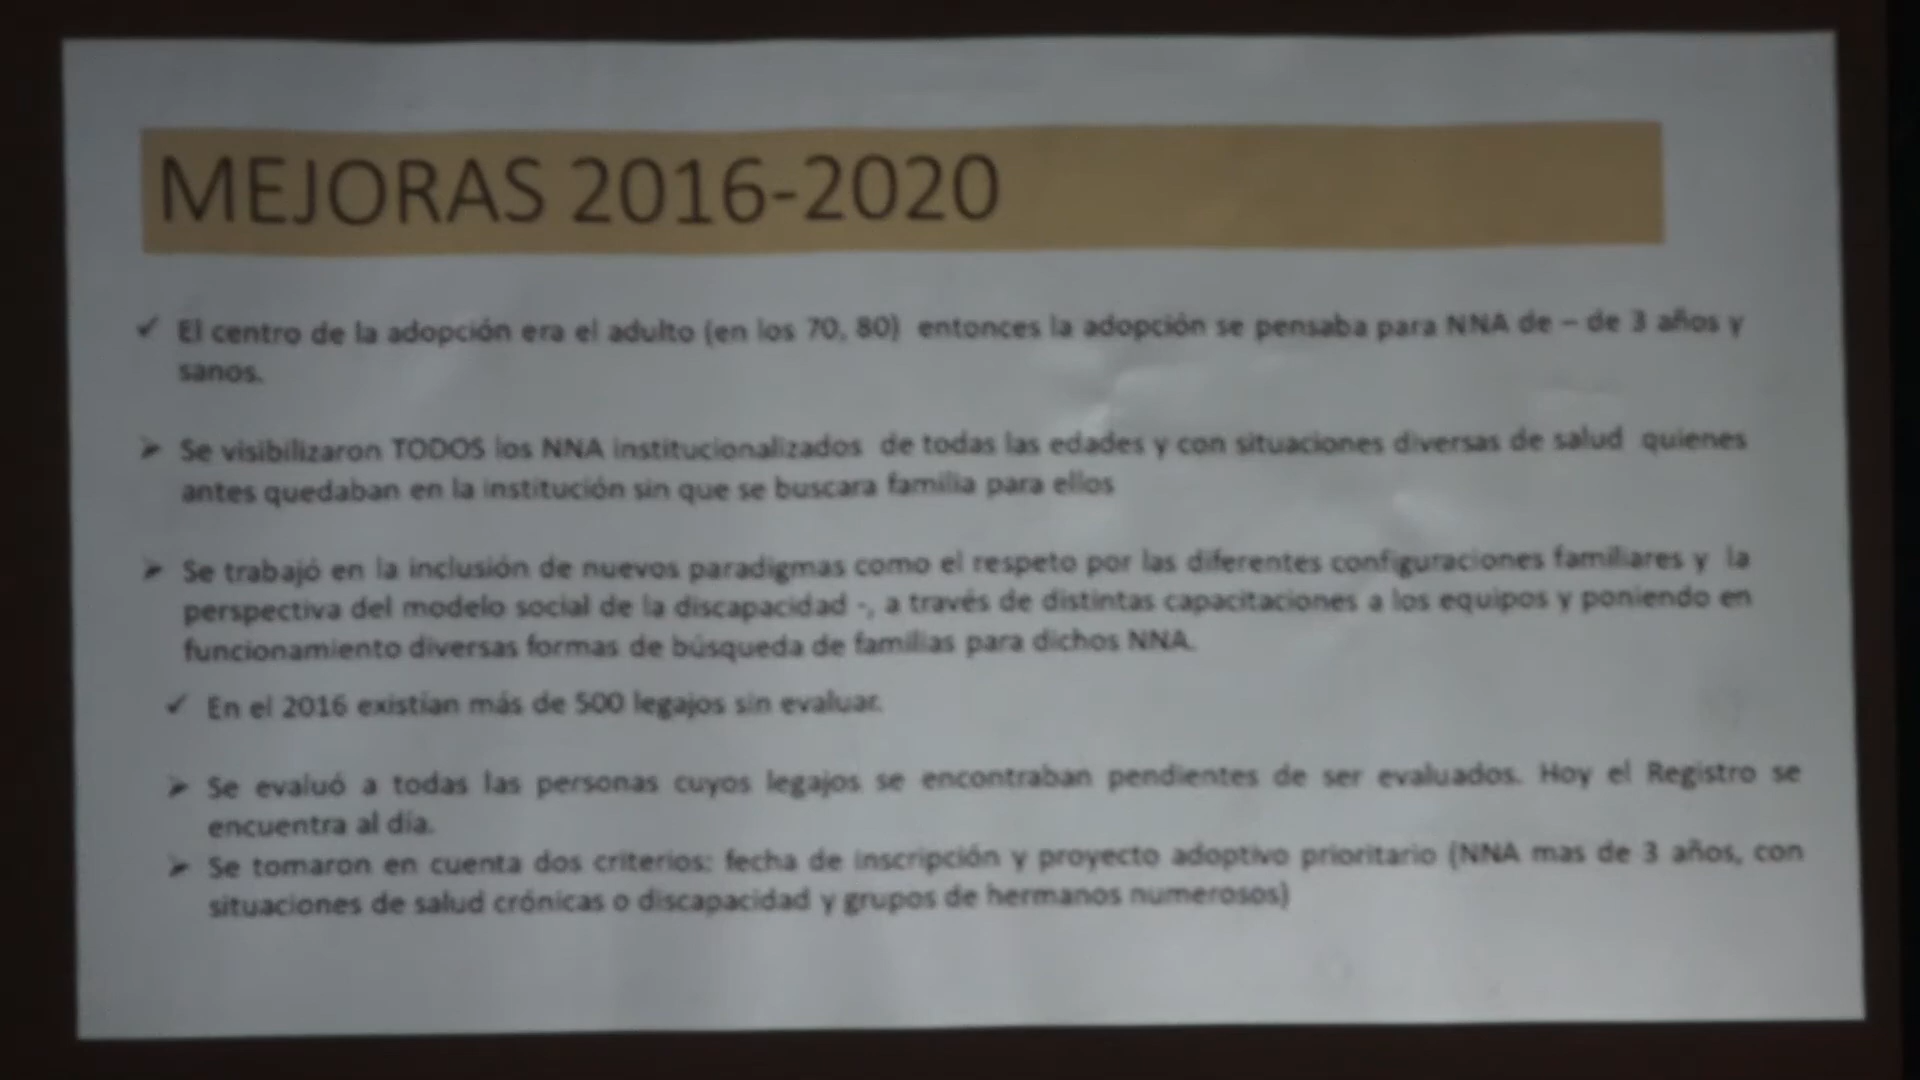 MEJORAS 2016-2020
✓ El centro de la adopción era el adulto (en los 70, 80) entonces la adopción se pensaba para NNA de – de 3 años y
sanos.
➢ Se visibilizaron TODOS los NNA institucionalizados de todas las edades y con situaciones diversas de salud quienes
antes quedaban en la institución sin que se buscara familia para ellos
➢ Se trabajó en la inclusión de nuevos paradigmas como el respeto por las diferentes configuraciones familiares y la
perspectiva del modelo social de la discapacidad -, a través de distintas capacitaciones a los equipos y poniendo en
funcionamiento diversas formas de búsqueda de familias para dichos NNA.
✓ En el 2016 existían más de 500 legajos sin evaluar.
➢ Se evaluó a todas las personas cuyos legajos se encontraban pendientes de ser evaluados. Hoy el Registro se
encuentra al día.
➢ Se tomaron en cuenta dos criterios: fecha de inscripción y proyecto adoptivo prioritario (NNA mas de 3 años, con
situaciones de salud crónicas o discapacidad y grupos de hermanos numerosos)